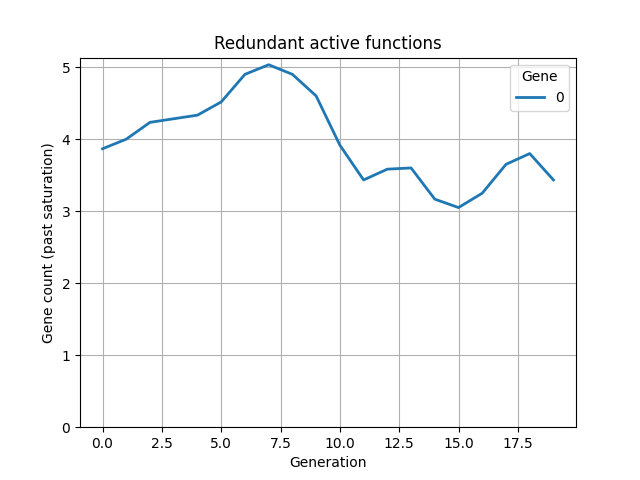 Redundant active functions
Gene
0
Gene count (past saturation)
5
4
3
2
1
0
0.0 2.5 5.0 7.5 10.0 12.5 15.0 17.5
Generation